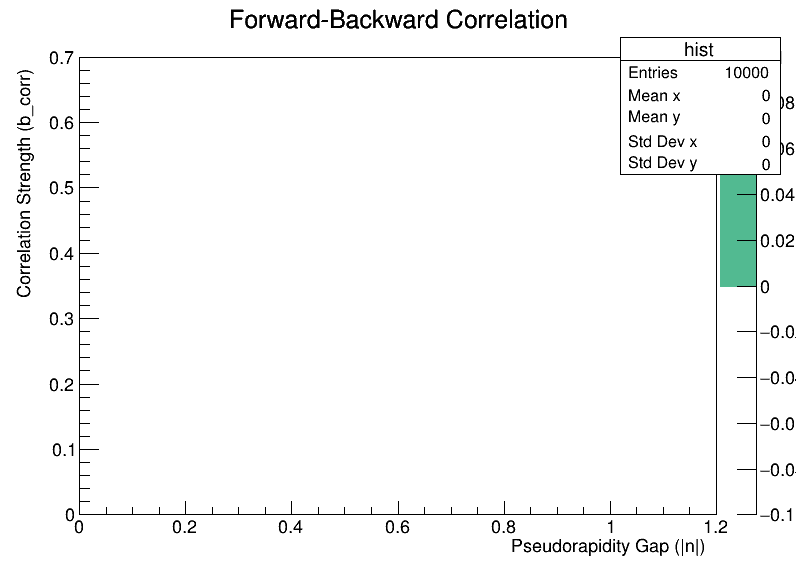 Forward-Backward Correlation
hist
Entries 10000
Mean x 0
Mean y 0
Std Dev x 0
Std Dev y 0
Correlation Strength (b_corr)
0.7
0.6
0.5
0.4
0.3
0.2
0.1
0
0 0.2 0.4 0.6 0.8 1 1.2
Pseudorapidity Gap (|n|)
0.04
0.02
0
−0.1